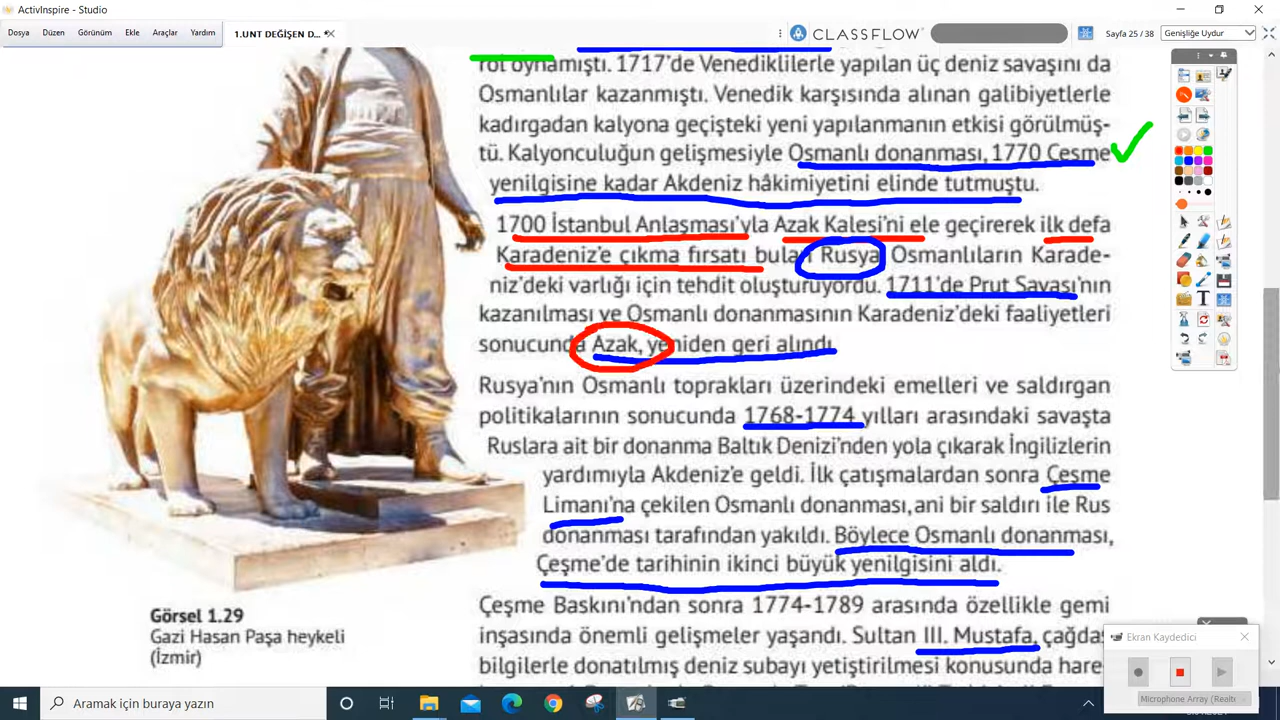 ActivInspire - Studio
Dosya Düzen Görünüm Ekle Araçlar Yardım
1.UNT DEĞİŞEN D...
CLASSFLOW
Sayfa 25 / 38
Genişliğe Uydur
rol oynamıştı. 1717'de Venediklilerle yapılan üç deniz savaşını da
Osmanlılar kazanmıştı. Venedik karşısında alınan galibiyetlerle
kadırgadan kalyona geçişteki yeni yapılanmanın etkisi görülmüş-
tü. Kalyonculuğun gelişmesiyle Osmanlı donanması, 1770 Çeşme
yenilgisine kadar Akdeniz hâkimiyetini elinde tutmuştu.
1700 İstanbul Anlaşması'yla Azak Kalesi'ni ele geçirerek ilk defa
Karadeniz'e çıkma fırsatı bulan Rusya Osmanlıların Karade-
niz'deki varlığı için tehdit oluşturuyordu. 1711'de Prut Savaşı'nın
kazanılması ve Osmanlı donanmasının Karadeniz'deki faaliyetleri
sonucunda Azak, yeniden geri alındı.
Rusya'nın Osmanlı toprakları üzerindeki emelleri ve saldırgan
politikalarının sonucunda 1768-1774 yılları arasındaki savaşta
Ruslara ait bir donanma Baltık Denizi'nden yola çıkarak İngilizlerin
yardımıyla Akdeniz'e geldi. İlk çatışmalardan sonra Çeşme
Limanı'na çekilen Osmanlı donanması, ani bir saldırı ile Rus
donanması tarafından yakıldı. Böylece Osmanlı donanması,
Çeşme'de tarihinin ikinci büyük yenilgisini aldı.
Çeşme Baskını'ndan sonra 1774-1789 arasında özellikle gemi
inşasında önemli gelişmeler yaşandı. Sultan III. Mustafa, çağdaş
bilgilerle donatılmış deniz subayı yetiştirilmesi konusunda hare-
Görsel 1.29
Gazi Hasan Paşa heykeli
(İzmir)
Ekran Kaydedici
Microphone Array (Realte
Aramak için buraya yazın